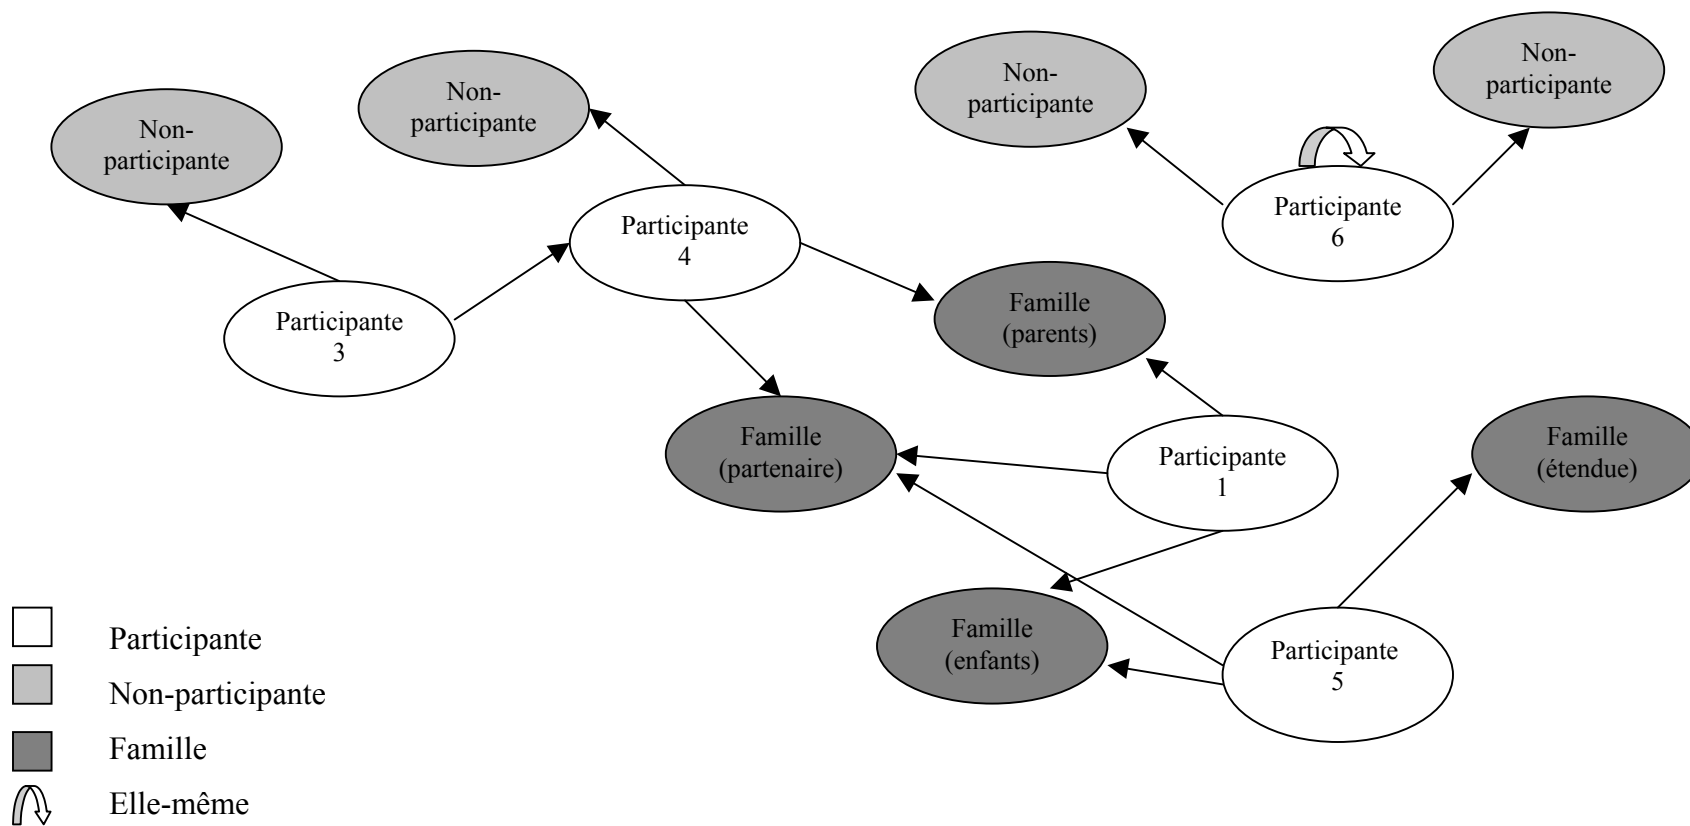 Non-
participante
Non-
participante
Non-
participante
Non-
participante
Participante
3
Participante
4
Participante
6
Famille
(parents)
Famille
(partenaire)
Participante
1
Famille
(étendue)
Famille
(enfants)
Participante
5
Participante
Non-participante
Famille
Elle-même